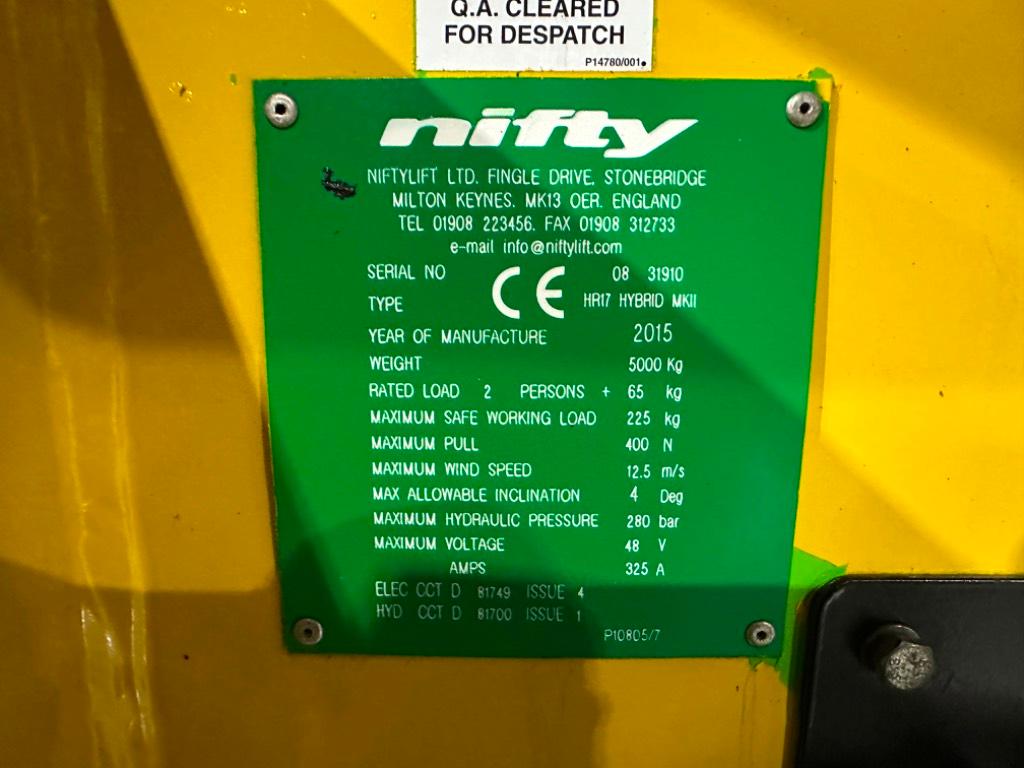 Q.A. CLEARED
FOR DESPATCH
P14780/001
nifty
NIFTYLIFT LTD. FINGLE DRIVE. STONEBRIDGE
MILTON KEYNES. MK13 OER. ENGLAND
TEL 01908 223456. FAX 01908 312733
e-mail info@niftylift.com
SERIAL NO 08 31910
CE
TYPE HR17 HYBRID MKII
YEAR OF MANUFACTURE 2015
WEIGHT 5000 Kg
RATED LOAD 2 PERSONS + 65 kg
MAXIMUM SAFE WORKING LOAD 225 kg
MAXIMUM PULL 400 N
MAXIMUM WIND SPEED 12.5 m/s
MAX ALLOWABLE INCLINATION 4 Deg
MAXIMUM HYDRAULIC PRESSURE 280 bar
MAXIMUM VOLTAGE 48 V
AMPS 325 A
ELEC CCT D 81749 ISSUE 4
HYD CCT D 81700 ISSUE 1
P10805/7